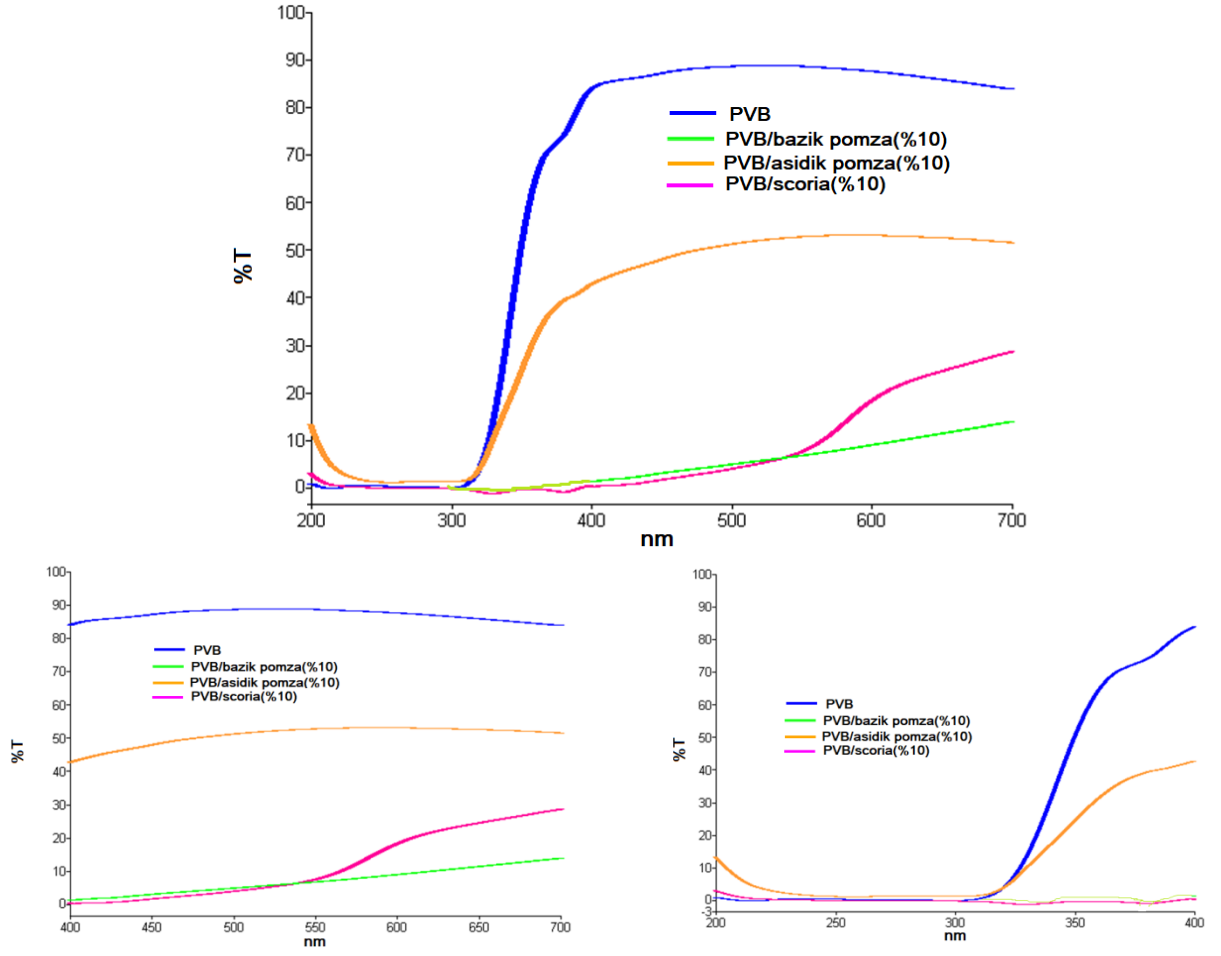 100
90
80
70
60
50
40
30
20
10
0
%T
PVB
PVB/bazik pomza(%10)
PVB/asidik pomza(%10)
PVB/scoria(%10)
200 300 400 500 600 700
nm
100
90
80
70
60
50
40
30
20
10
0
%T
PVB
PVB/bazik pomza(%10)
PVB/asidik pomza(%10)
PVB/scoria(%10)
400 450 500 550 600 650 700
nm
100
90
80
70
60
50
40
30
20
10
0
-3
%T
PVB
PVB/bazik pomza(%10)
PVB/asidik pomza(%10)
PVB/scoria(%10)
200 250 300 350 400
nm